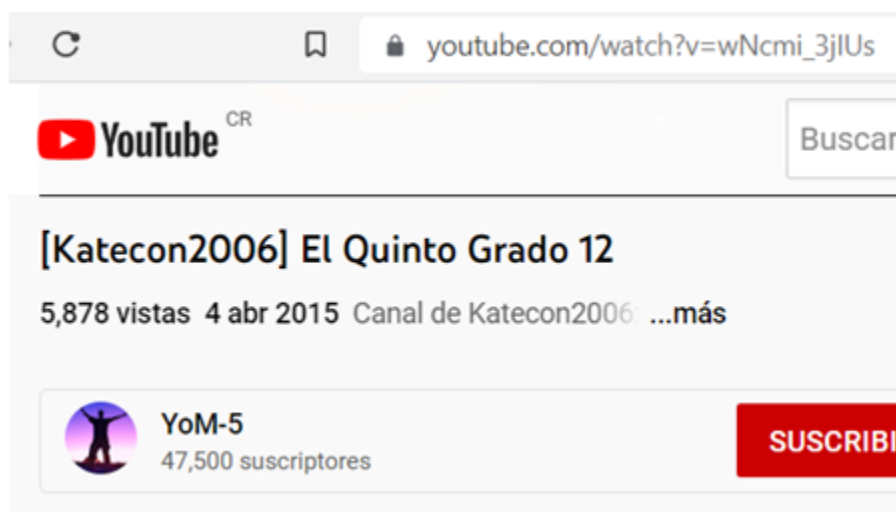 youtube.com/watch?v=wNcmi_3jIUs
YouTube CR
Buscar
[Katecon2006] El Quinto Grado 12
5,878 vistas 4 abr 2015 Canal de Katecon2006: ...más
YoM-5
47,500 suscriptores
SUSCRIBI